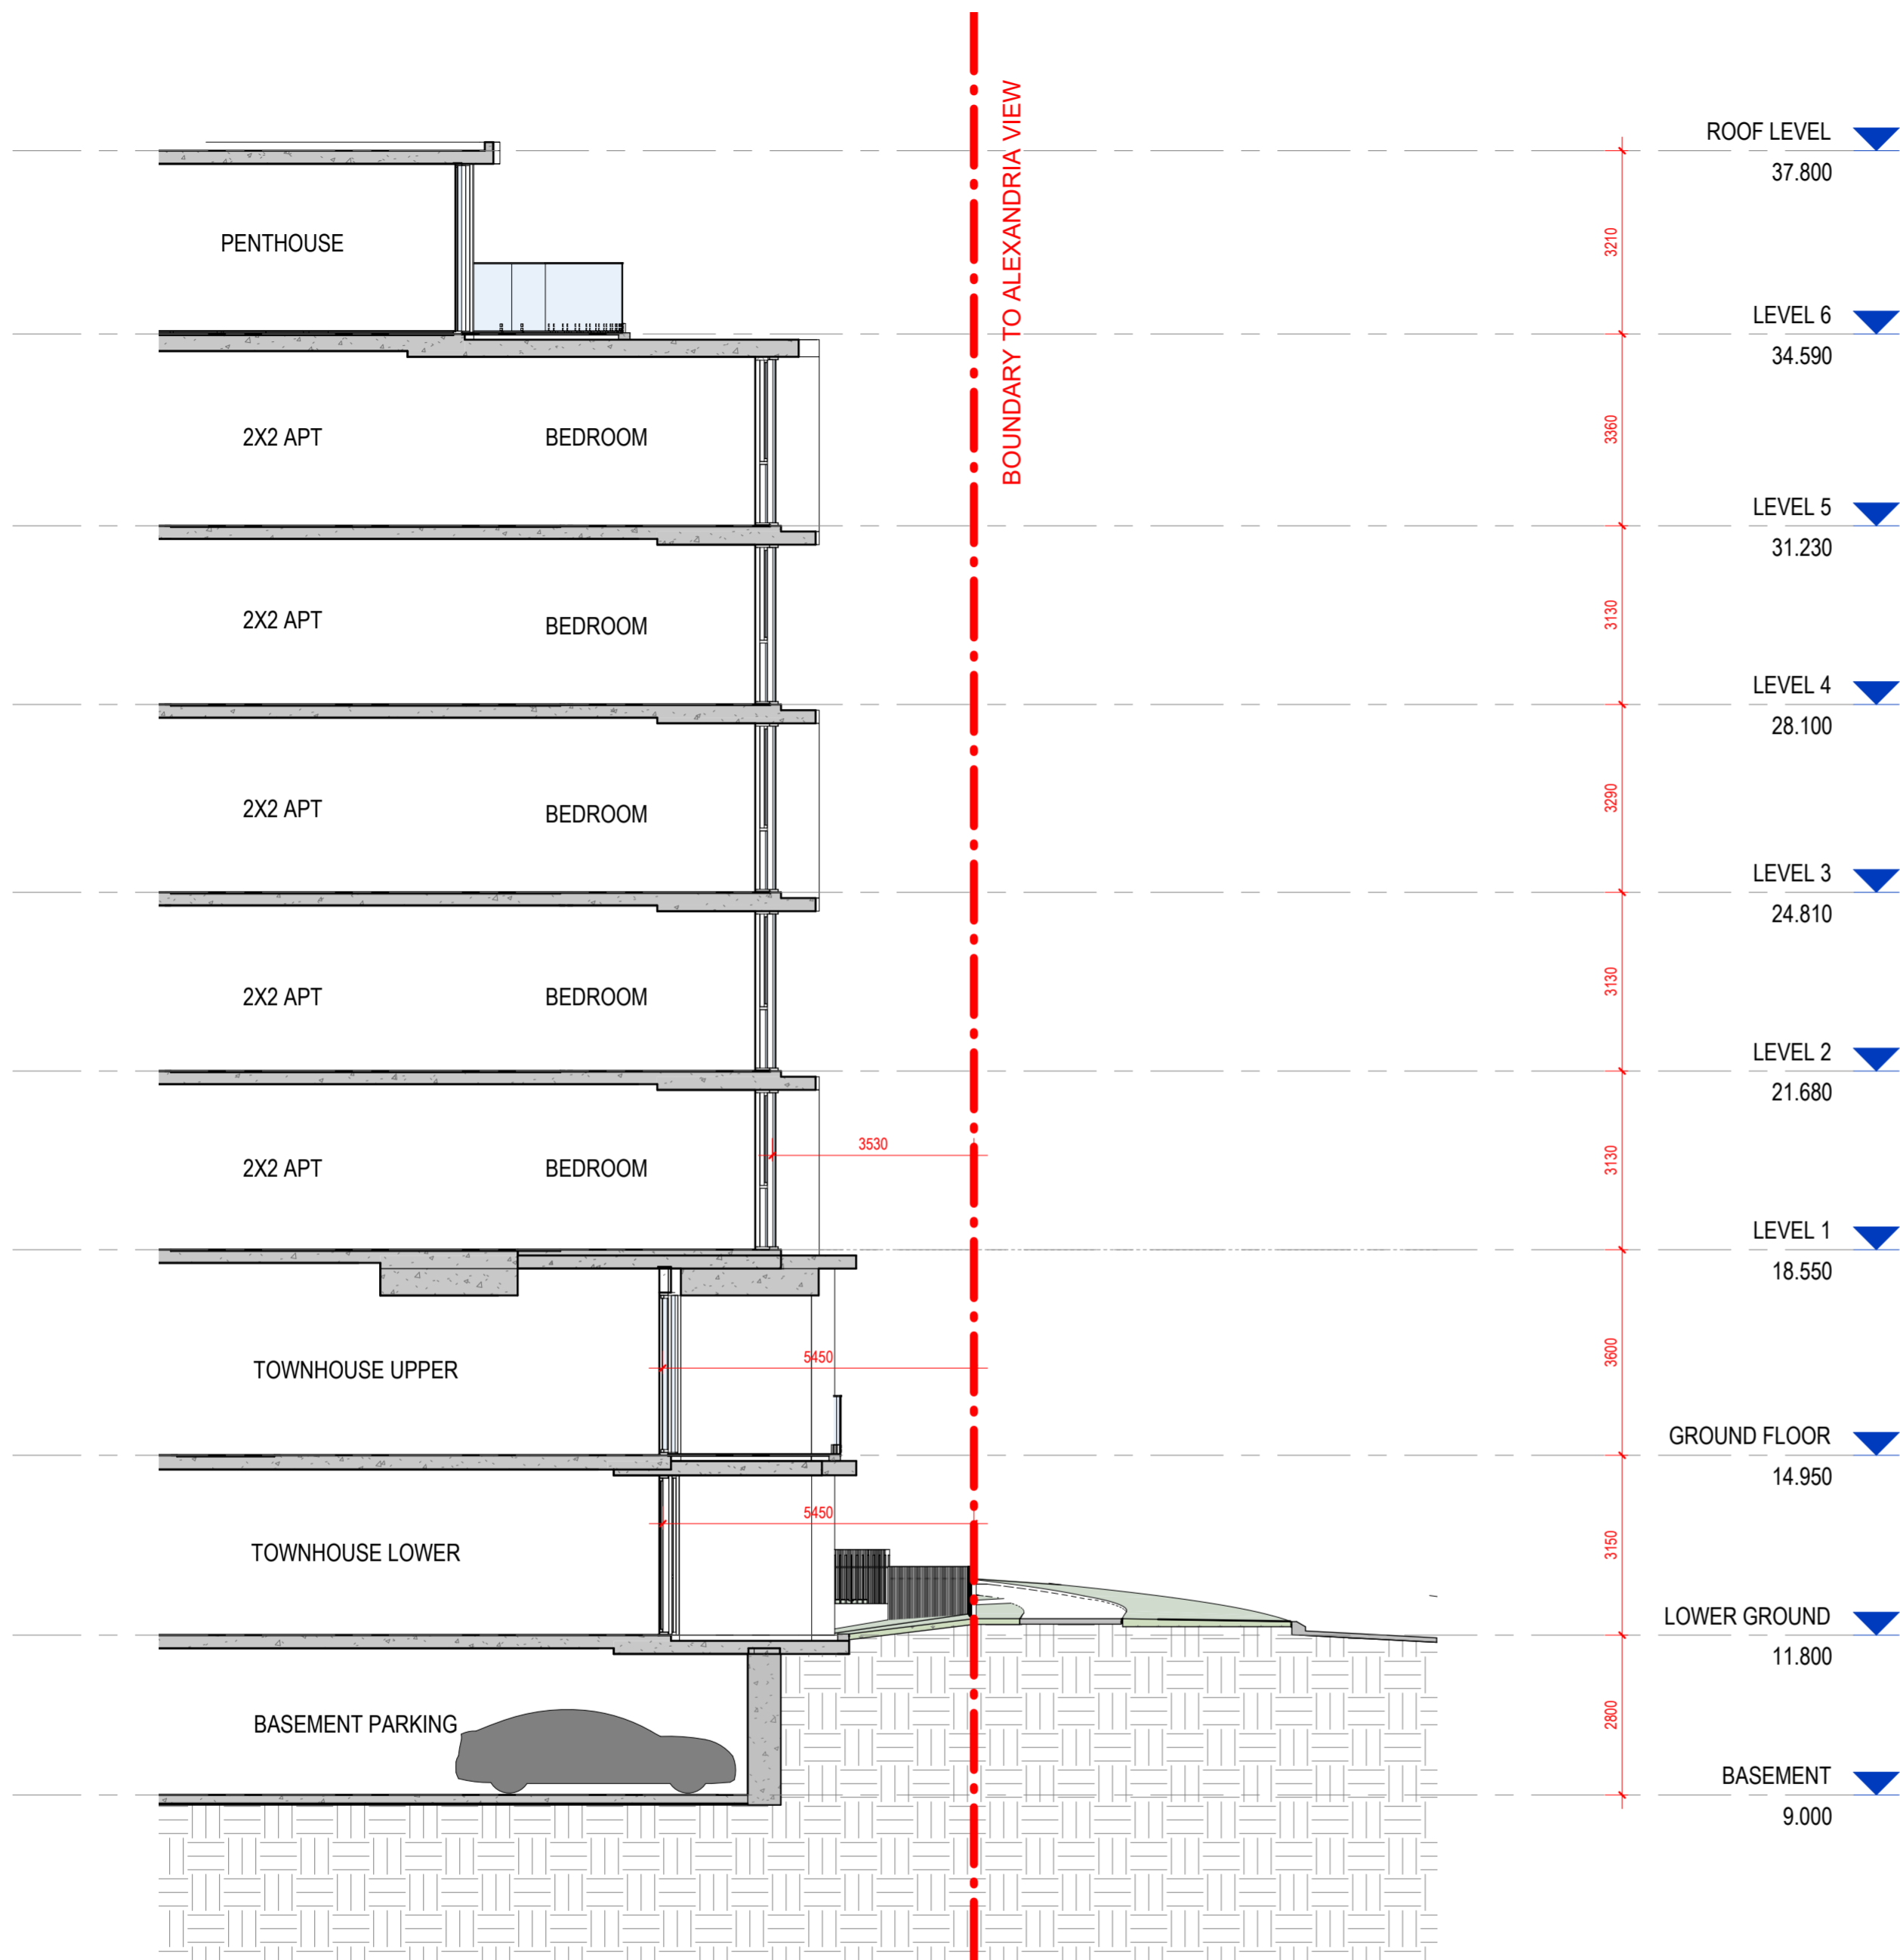 BOUNDARY TO ALEXANDRIA VIEW
ROOF LEVEL
37.800
3210
PENTHOUSE
LEVEL 6
34.590
2X2 APT
BEDROOM
3360
LEVEL 5
31.230
2X2 APT
BEDROOM
3130
LEVEL 4
28.100
2X2 APT
BEDROOM
3290
LEVEL 3
24.810
2X2 APT
BEDROOM
3130
LEVEL 2
21.680
3530
2X2 APT
BEDROOM
3130
LEVEL 1
18.550
5450
TOWNHOUSE UPPER
3600
GROUND FLOOR
14.950
5450
TOWNHOUSE LOWER
3150
LOWER GROUND
11.800
BASEMENT PARKING
2800
BASEMENT
9.000